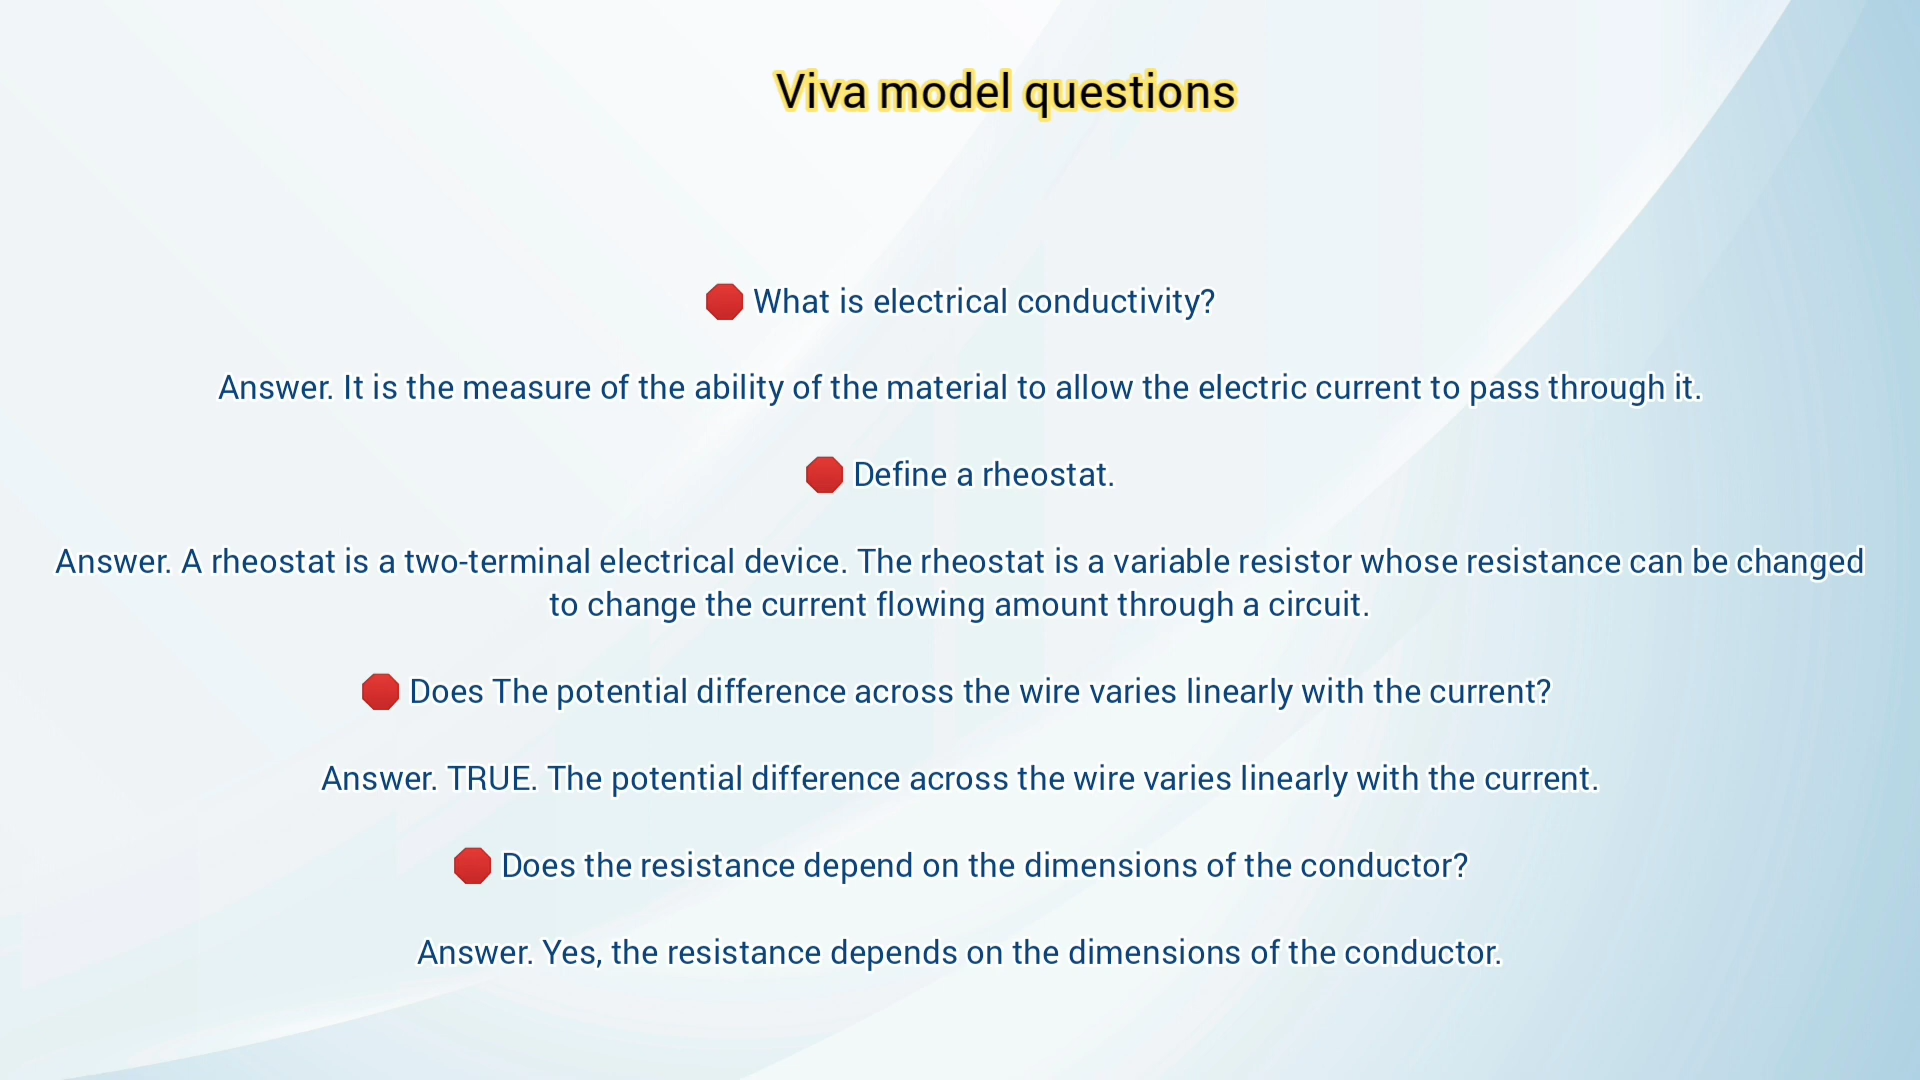 Viva model questions
🛑 What is electrical conductivity?
Answer. It is the measure of the ability of the material to allow the electric current to pass through it.
🛑 Define a rheostat.
Answer. A rheostat is a two-terminal electrical device. The rheostat is a variable resistor whose resistance can be changed
to change the current flowing amount through a circuit.
🛑 Does The potential difference across the wire varies linearly with the current?
Answer. TRUE. The potential difference across the wire varies linearly with the current.
🛑 Does the resistance depend on the dimensions of the conductor?
Answer. Yes, the resistance depends on the dimensions of the conductor.